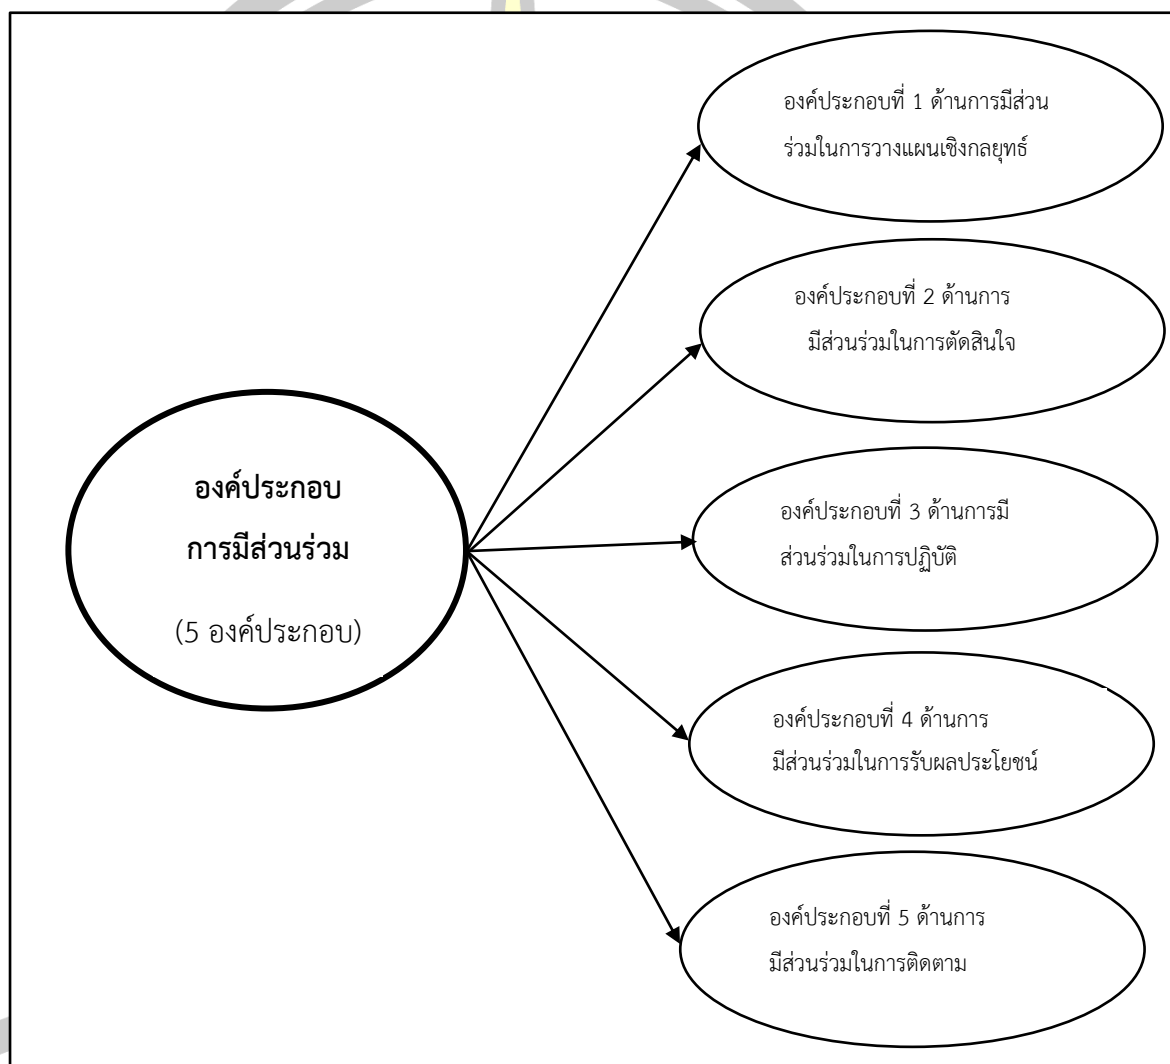 องค์ประกอบ
การมีส่วนร่วม
(5 องค์ประกอบ)
องค์ประกอบที่ 1 ด้านการมีส่วน
ร่วมในการวางแผนเชิงกลยุทธ์
องค์ประกอบที่ 2 ด้านการ
มีส่วนร่วมในการตัดสินใจ
องค์ประกอบที่ 3 ด้านการมี
ส่วนร่วมในการปฏิบัติ
องค์ประกอบที่ 4 ด้านการ
มีส่วนร่วมในการรับผลประโยชน์
องค์ประกอบที่ 5 ด้านการ
มีส่วนร่วมในการติดตาม